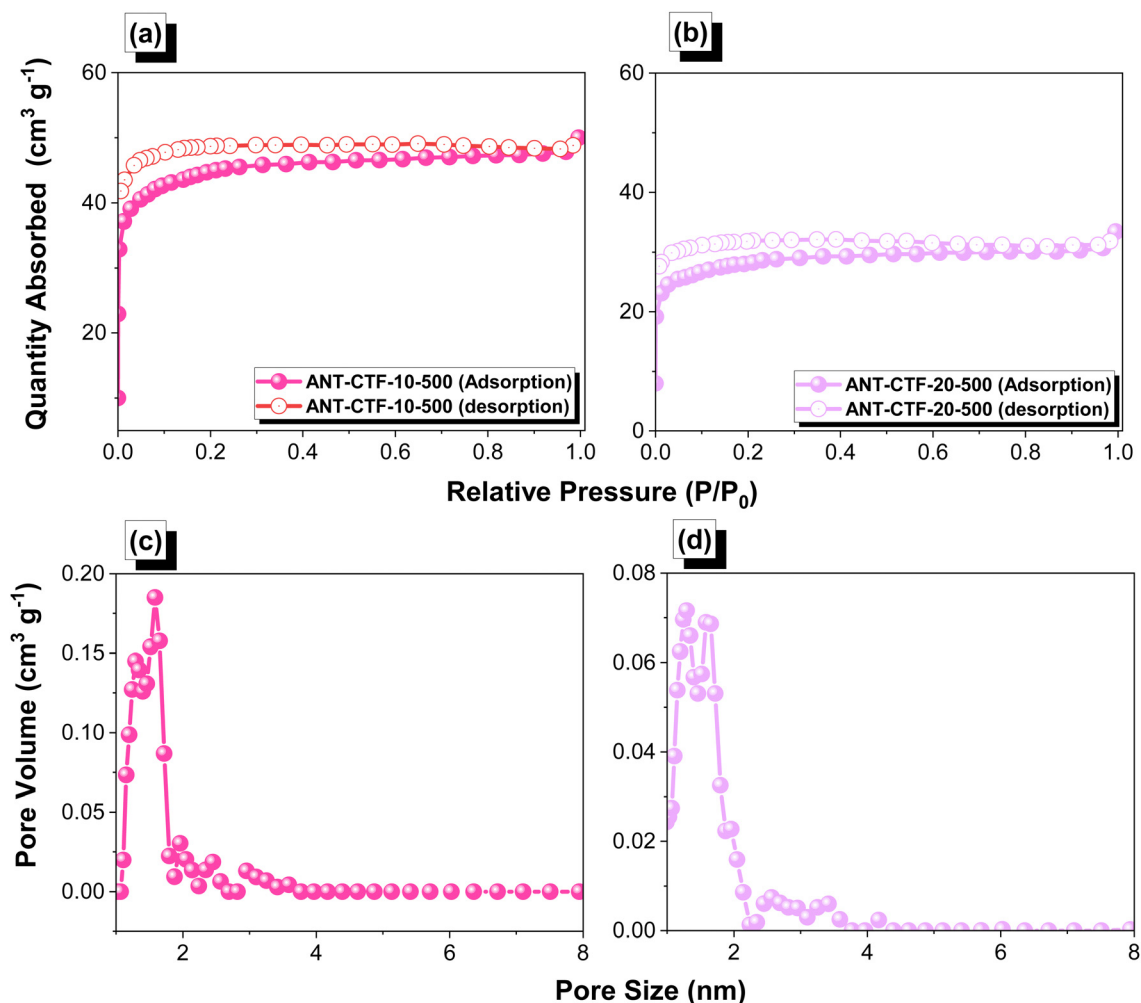 (a)
(b)
Quantity Absorbed (cm³ g⁻¹)
60
40
20
ANT-CTF-10-500 (Adsorption)
ANT-CTF-10-500 (desorption)
0.0 0.2 0.4 0.6 0.8 1.0
60
40
20
0
ANT-CTF-20-500 (Adsorption)
ANT-CTF-20-500 (desorption)
0.0 0.2 0.4 0.6 0.8 1.0
Relative Pressure (P/P₀)
(c)
(d)
Pore Volume (cm³ g⁻¹)
0.20
0.15
0.10
0.05
0.00
2 4 6 8
0.08
0.06
0.04
0.02
0.00
2 4 6 8
Pore Size (nm)